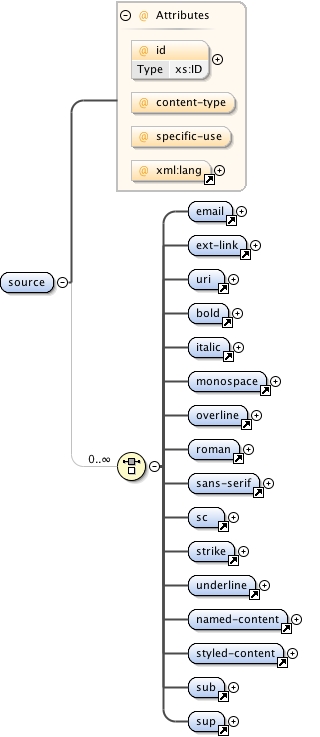 Attributes
@ id
Type xs:ID
@ content-type
@ specific-use
@ xml:lang
email
ext-link
uri
source
bold
italic
monospace
overline
roman
0..∞
sans-serif
sc
strike
underline
named-content
styled-content
sub
sup